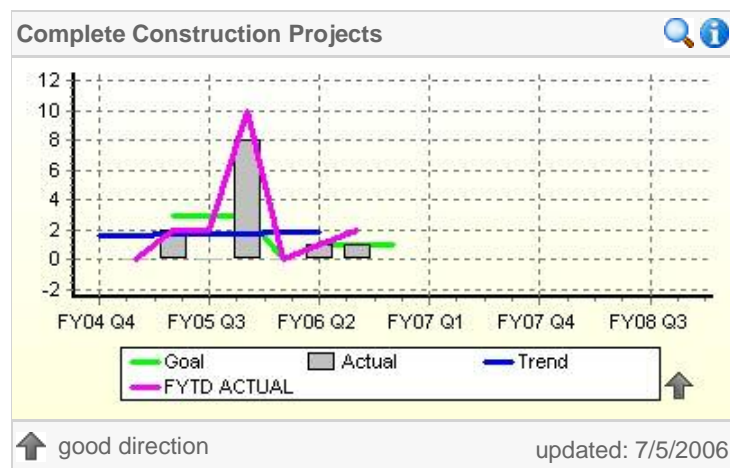 Complete Construction Projects
12
10
8
6
4
2
0
-2
FY04 Q4 FY05 Q3 FY06 Q2 FY07 Q1 FY07 Q4 FY08 Q3
Goal Actual Trend
FYTD ACTUAL
good direction updated: 7/5/2006